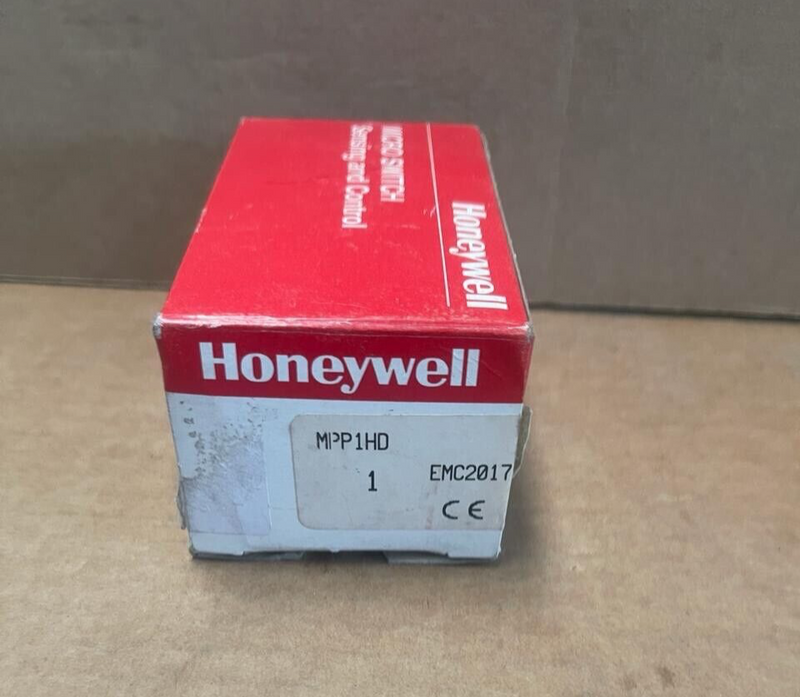 MICRO SWITCH
Sensing and Control
Honeywell
Honeywell
MPP1HD
1
EMC2017
CE